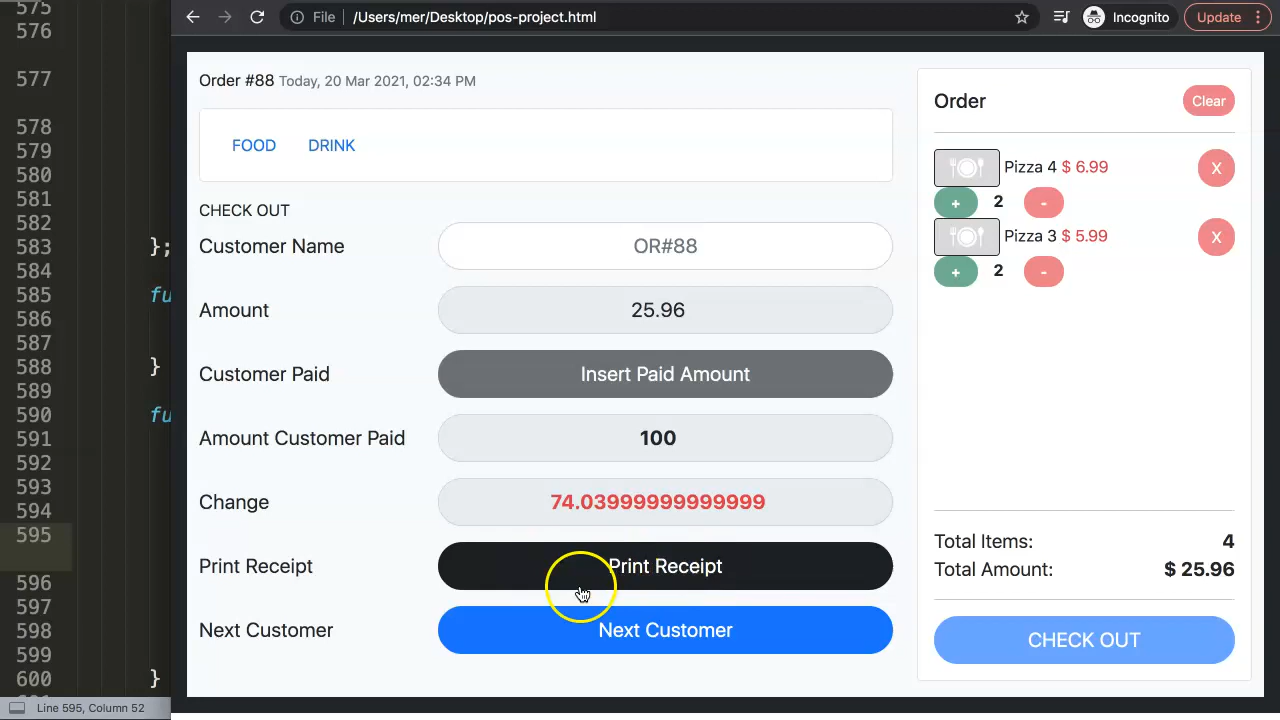 575
576
577
578
579
580
581
582
583 };
584
585 fu
586
587
588 }
589
590 fu
591
592
593
594
595
596
597
598
599
600 }
Line 595, Column 52
File /Users/mer/Desktop/pos-project.html
Incognito
Update
Order #88 Today, 20 Mar 2021, 02:34 PM
FOOD DRINK
CHECK OUT
Customer Name OR#88
Amount 25.96
Customer Paid Insert Paid Amount
Amount Customer Paid 100
Change 74.03999999999999
Print Receipt Print Receipt
Next Customer Next Customer
Order Clear
Pizza 4 $ 6.99 X
+ 2 -
Pizza 3 $ 5.99 X
+ 2 -
Total Items: 4
Total Amount: $ 25.96
CHECK OUT